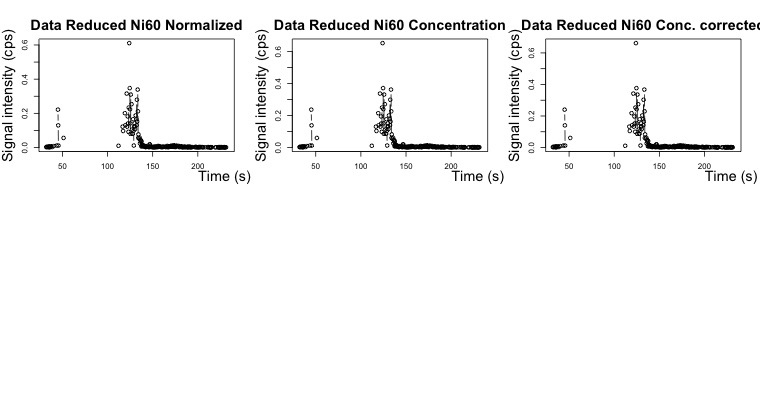 Data Reduced Ni60 Normalized
Signal intensity (cps)
0.0 0.2 0.4 0.6
50 100 150 200
Time (s)
Data Reduced Ni60 Concentration
Signal intensity (cps)
0.0 0.2 0.4 0.6
50 100 150 200
Time (s)
Data Reduced Ni60 Conc. corrected
Signal intensity (cps)
0.0 0.2 0.4 0.6
50 100 150 200
Time (s)